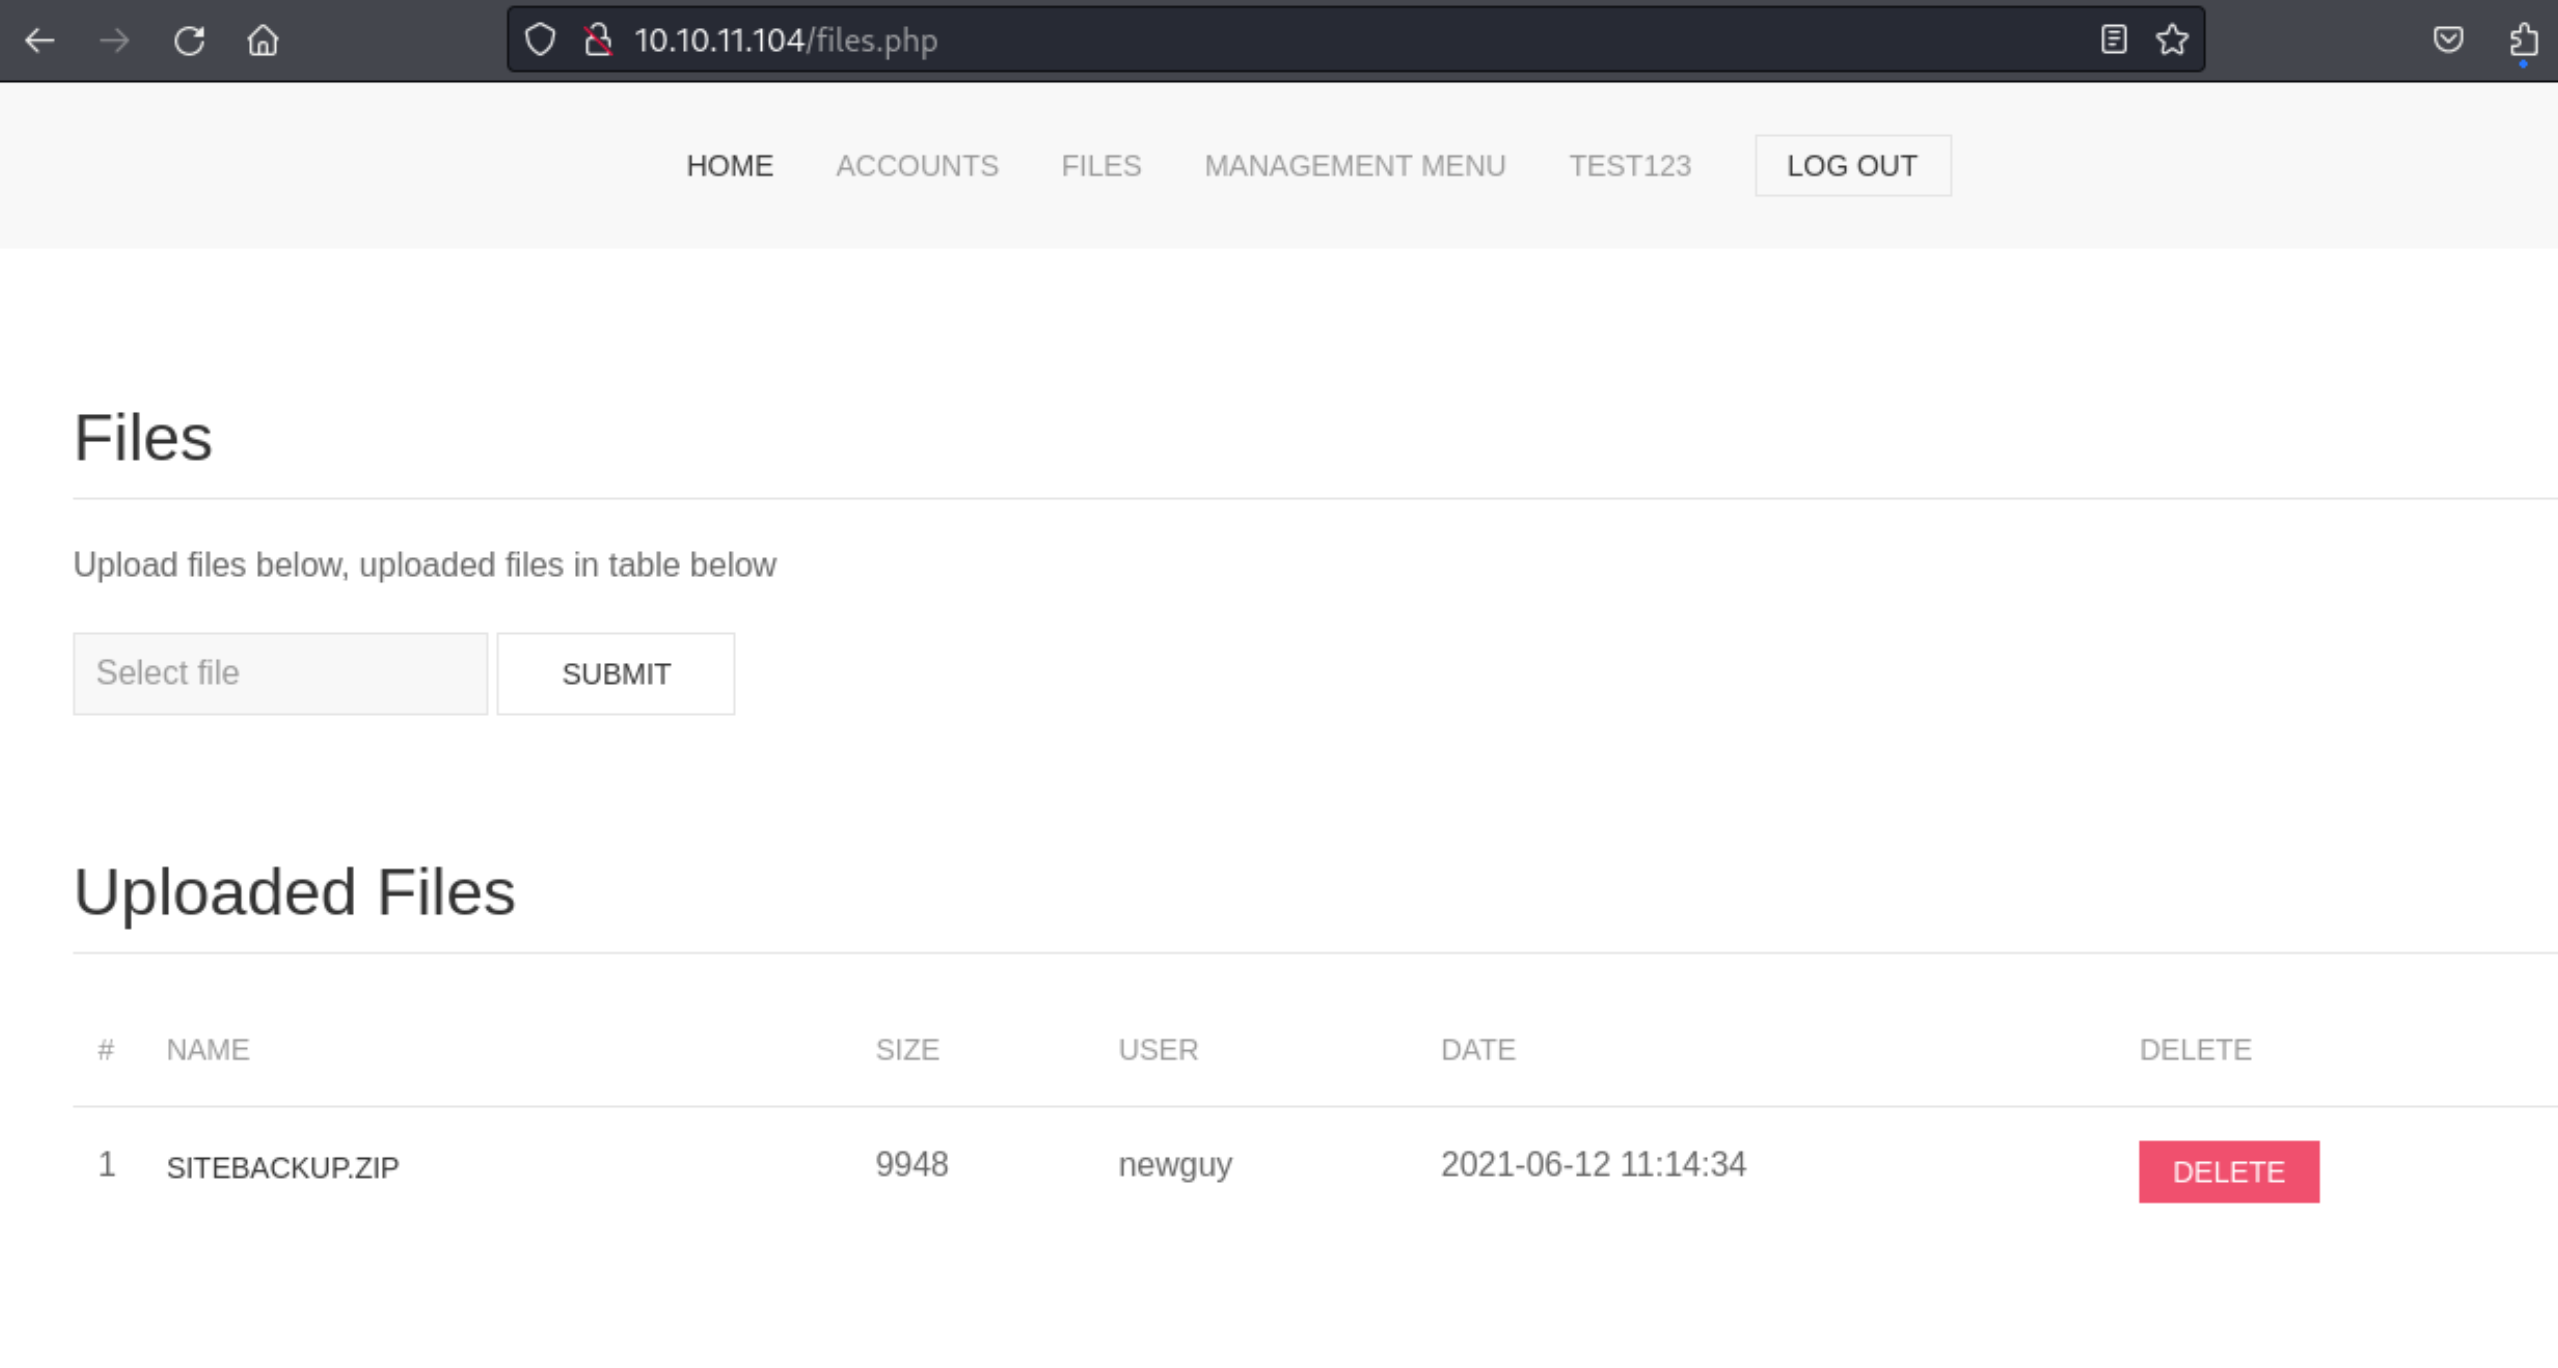 10.10.11.104/files.php
HOME ACCOUNTS FILES MANAGEMENT MENU TEST123 LOG OUT
Files
Upload files below, uploaded files in table below
Select file SUBMIT
Uploaded Files
# NAME SIZE USER DATE DELETE
1 SITEBACKUP.ZIP 9948 newguy 2021-06-12 11:14:34 DELETE